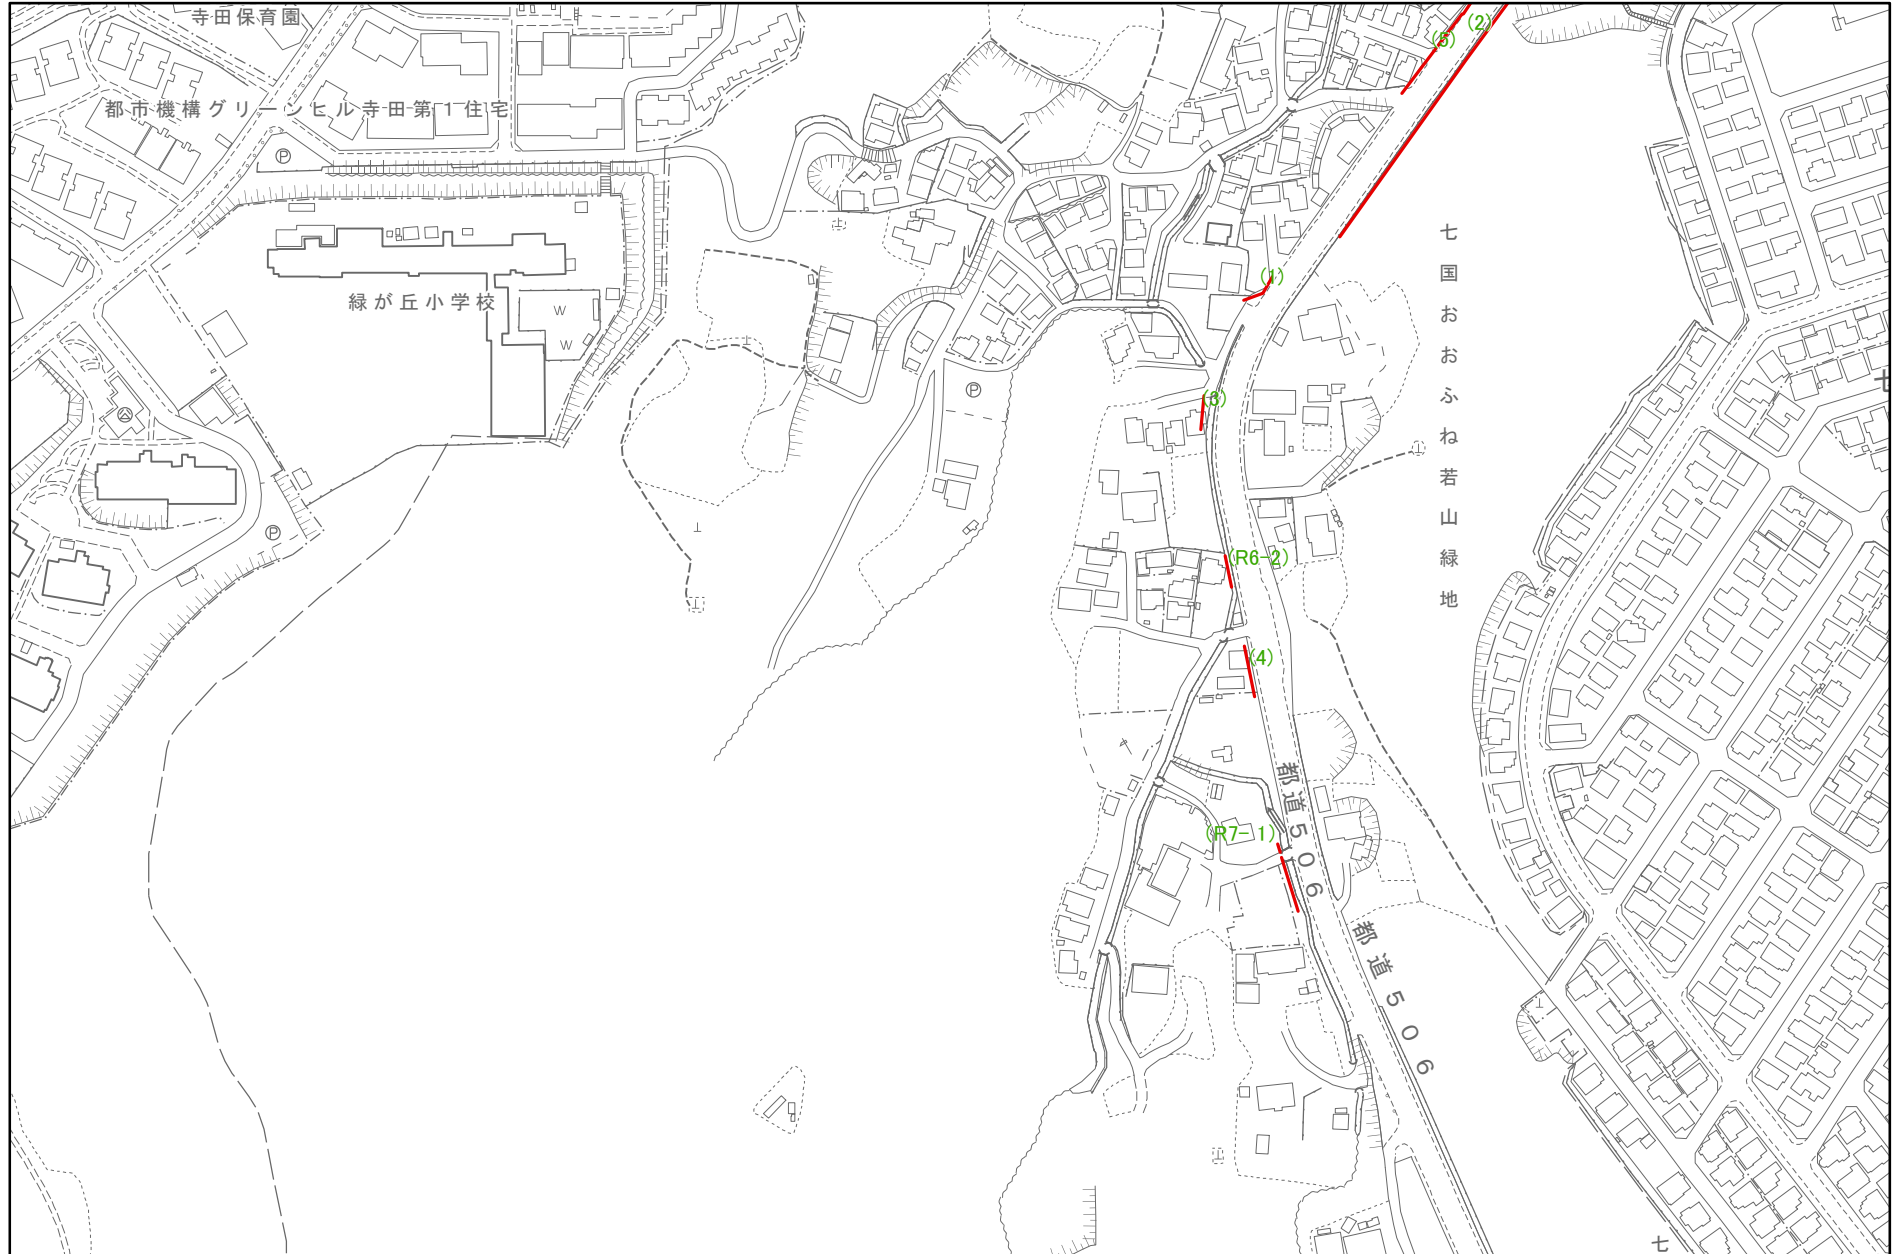 寺田保育園
(2)
(5)
都市機構グリーンヒル寺田第1住宅
P
七国おおふね若山緑地
(1)
緑が丘小学校
W
W
七
P
(3)
P
(R6-2)
(4)
都道506
(R7-1)
都道506
七